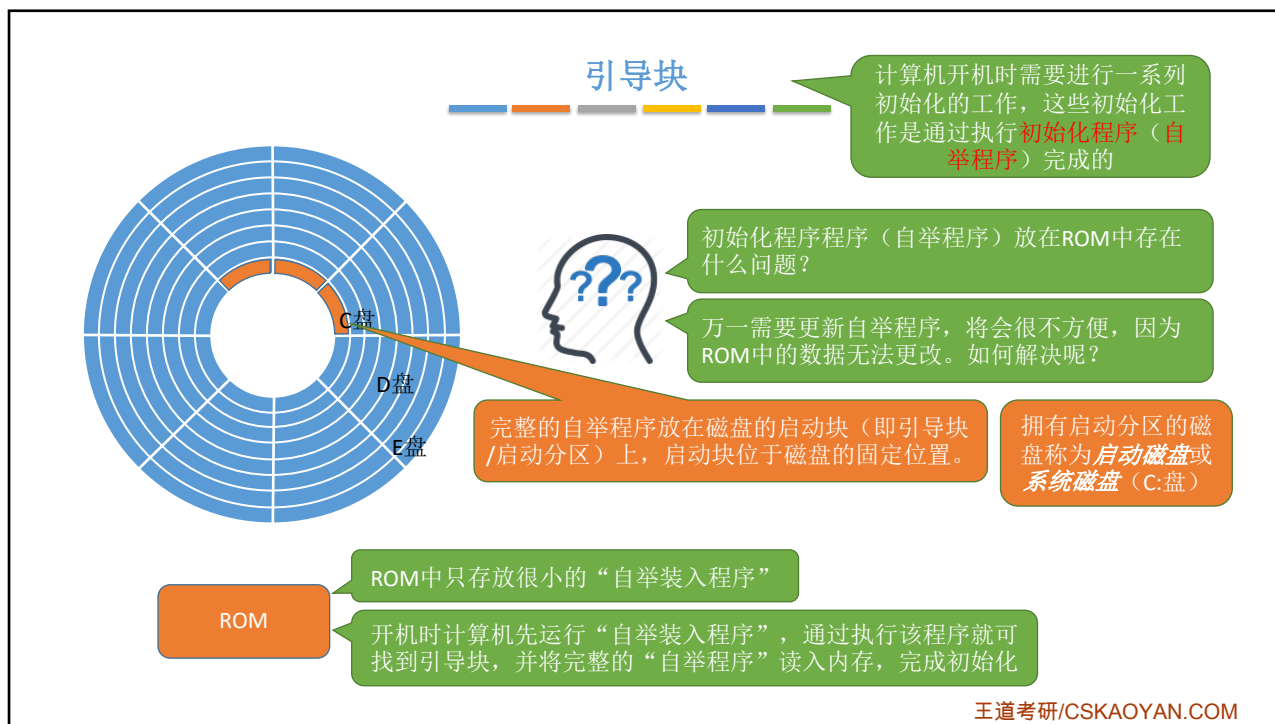 引导块
计算机开机时需要进行一系列
初始化的工作，这些初始化工
作是通过执行初始化程序（自
举程序）完成的
初始化程序程序（自举程序）放在ROM中存在
什么问题？
???
万一需要更新自举程序，将会很不方便，因为
ROM中的数据无法更改。如何解决呢？
C盘
D盘
E盘
完整的自举程序放在磁盘的启动块（即引导块
/启动分区）上，启动块位于磁盘的固定位置。
拥有启动分区的磁
盘称为启动磁盘或
系统磁盘（C:盘）
ROM中只存放很小的“自举装入程序”
ROM
开机时计算机先运行“自举装入程序”，通过执行该程序就可
找到引导块，并将完整的“自举程序”读入内存，完成初始化
王道考研/CSKAOYAN.COM